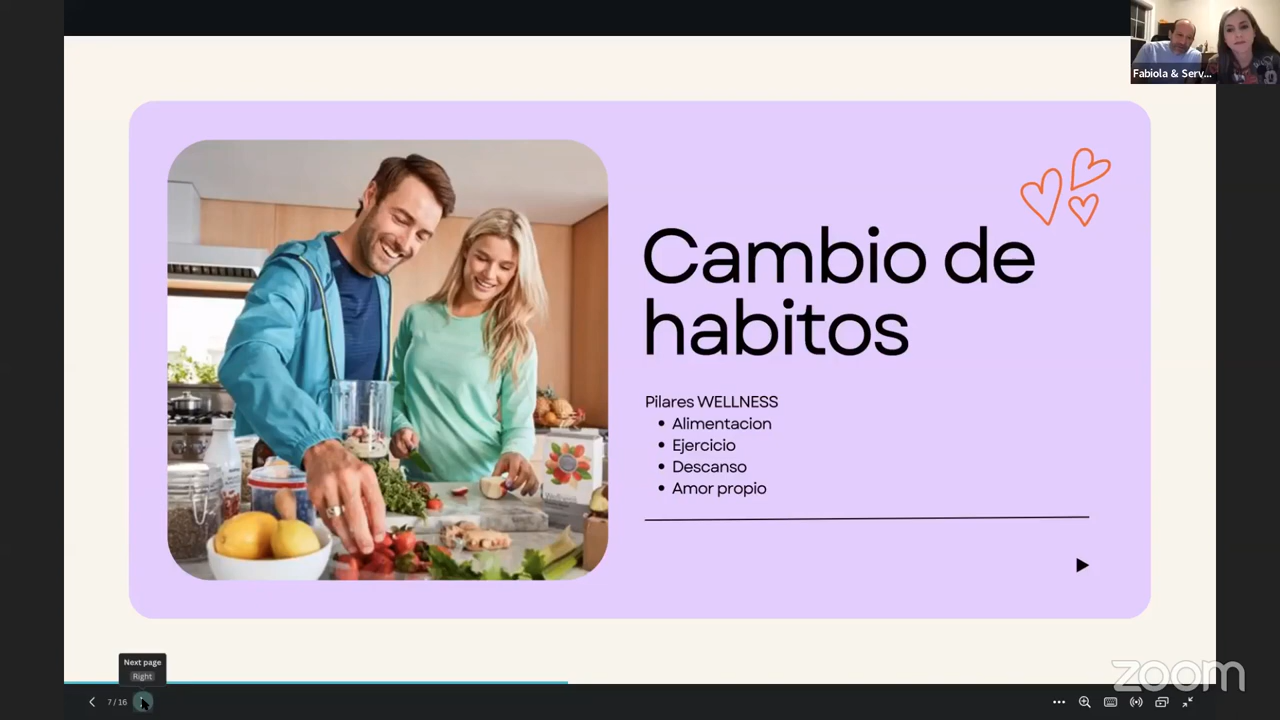 Fabiola & Serv...
Cambio de
habitos
Pilares WELLNESS
• Alimentacion
• Ejercicio
• Descanso
• Amor propio
Next page
Right
7 / 16
zoom